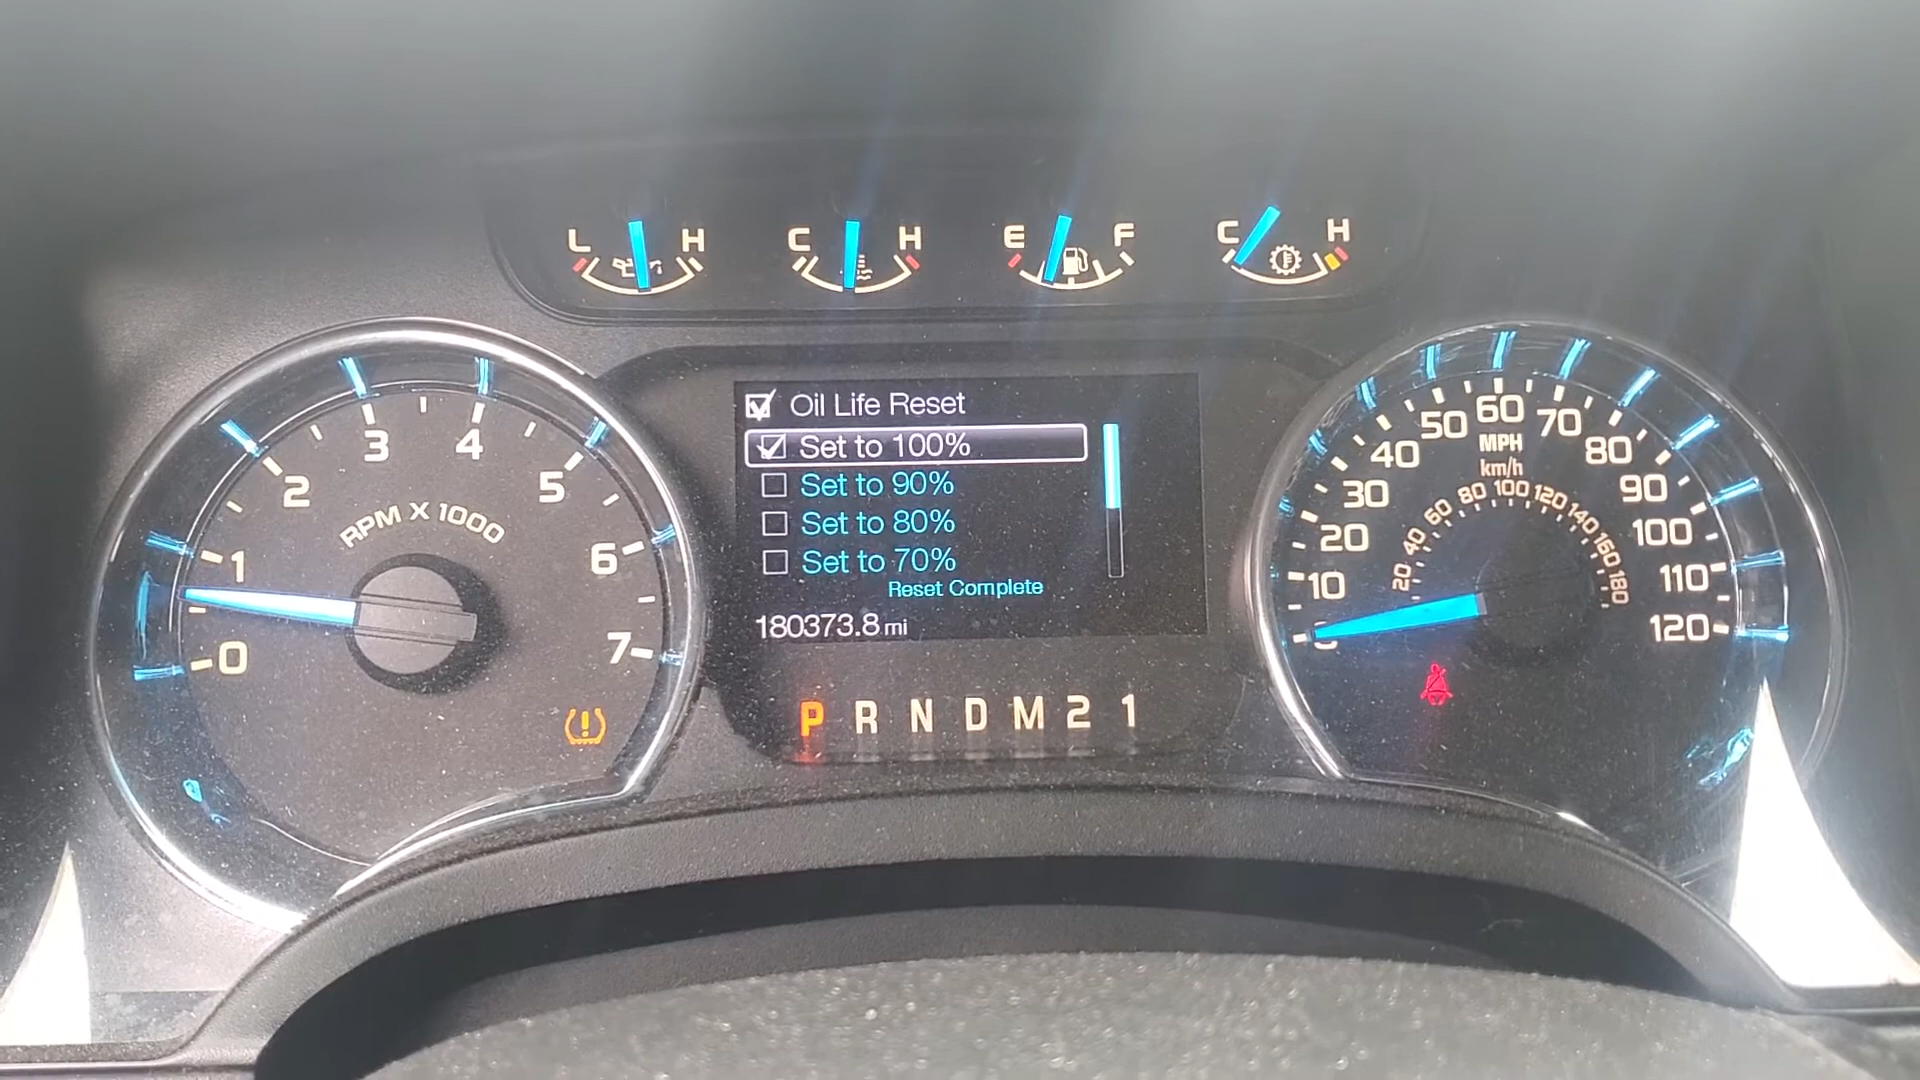 L H C H E F C H
Oil Life Reset
Set to 100%
Set to 90%
Set to 80%
Set to 70%
Reset Complete
180373.8 mi
P R N D M 2 1
0 1 2 3 4 5 6 7
RPM X 1000
10 20 30 40 50 60 70 80 90 100 110 120
MPH
km/h
20 40 60 80 100 120 140 160 180